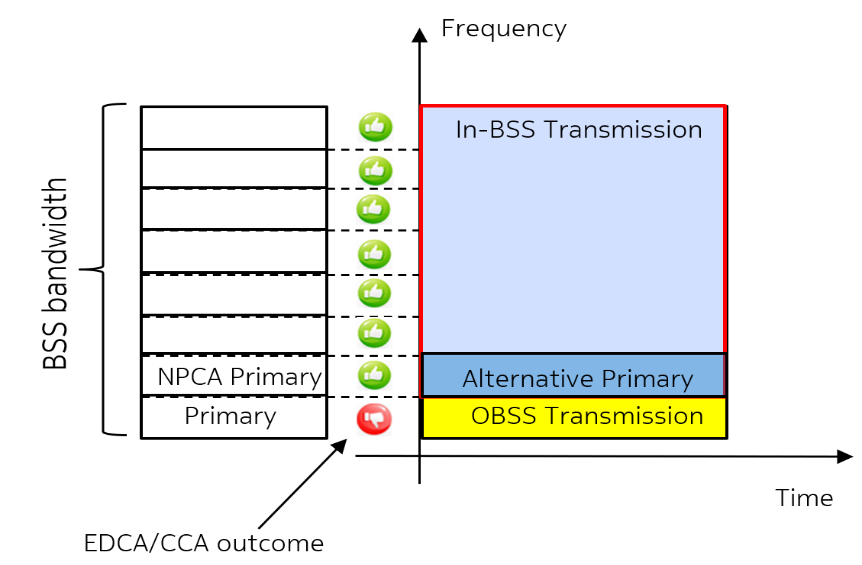 Frequency
In-BSS Transmission
BSS bandwidth
NPCA Primary
Alternative Primary
Primary
OBSS Transmission
Time
EDCA/CCA outcome